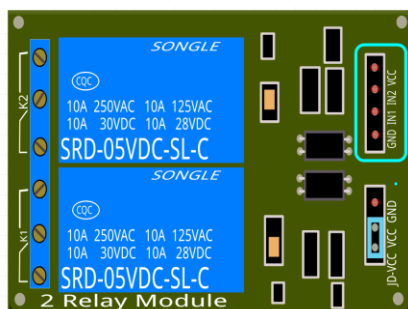 SONGLE
CQC
10A 250VAC 10A 125VAC
10A 30VDC 10A 28VDC
SRD-05VDC-SL-C
SONGLE
CQC
10A 250VAC 10A 125VAC
10A 30VDC 10A 28VDC
SRD-05VDC-SL-C
2 Relay Module
K2
K1
GND IN1 IN2 VCC
JD-VCC VCC GND